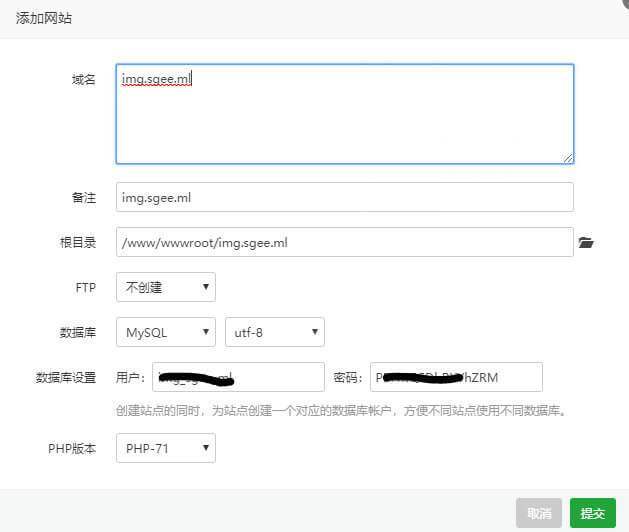 添加网站
域名 img.sgee.ml
备注 img.sgee.ml
根目录 /www/wwwroot/img.sgee.ml
FTP 不创建
数据库 MySQL utf-8
数据库设置 用户: 密码:
创建站点的同时，为站点创建一个对应的数据库帐户，方便不同站点使用不同数据库。
PHP版本 PHP-71
取消 提交